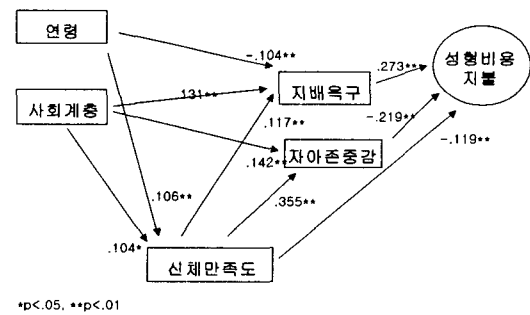 연령
-.104**
.273**
성형비용
지불
사회계층
.131**
지배욕구
.117**
-.219**
-.119**
.142**
자아존중감
.106**
.355**
.104*
신체만족도
*p<.05, **p<.01